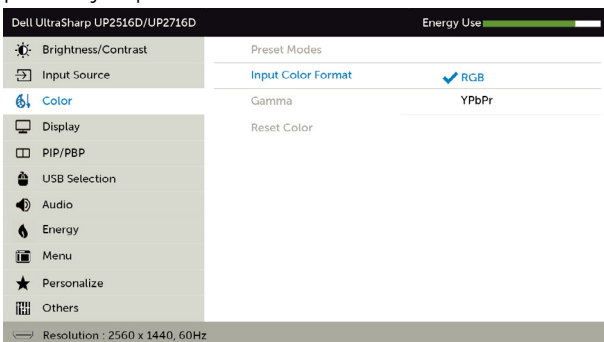 Dell UltraSharp UP2516D/UP2716D Energy Use
Brightness/Contrast Preset Modes
Input Source Input Color Format RGB
Color Gamma YPbPr
Display Reset Color
PIP/PBP
USB Selection
Audio
Energy
Menu
Personalize
Others
Resolution : 2560 x 1440, 60Hz